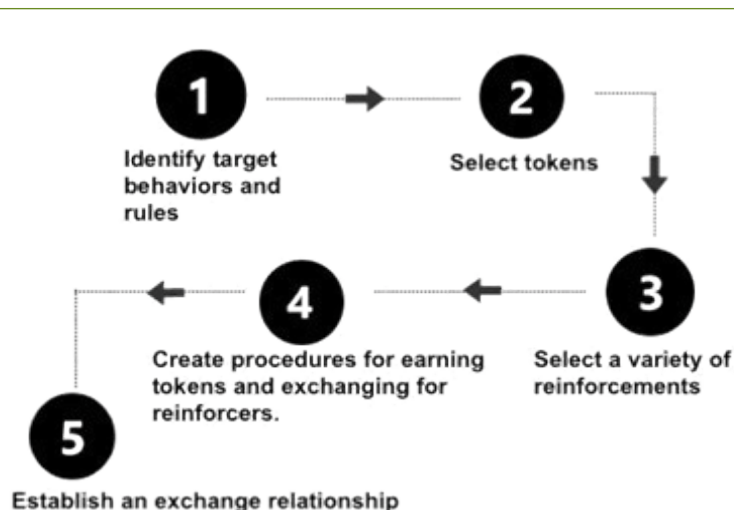 1
2
Identify target
behaviors and
rules
Select tokens
3
4
Select a variety of
reinforcements
Create procedures for earning
tokens and exchanging for
reinforcers.
5
Establish an exchange relationship